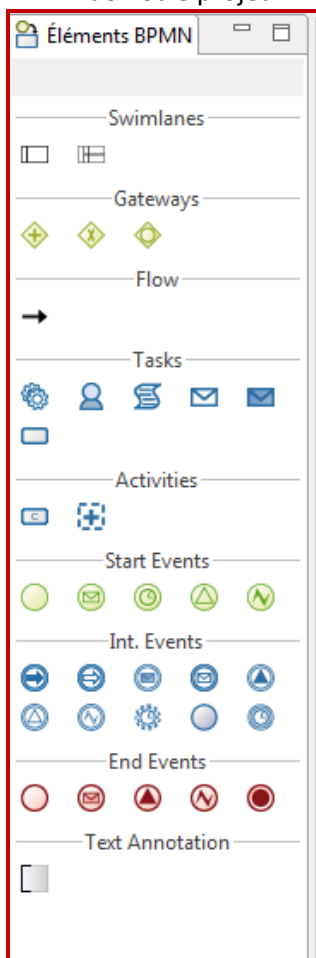 Éléments BPMN
Swimlanes
Gateways
Flow
Tasks
Activities
C
Start Events
Int. Events
End Events
Text Annotation